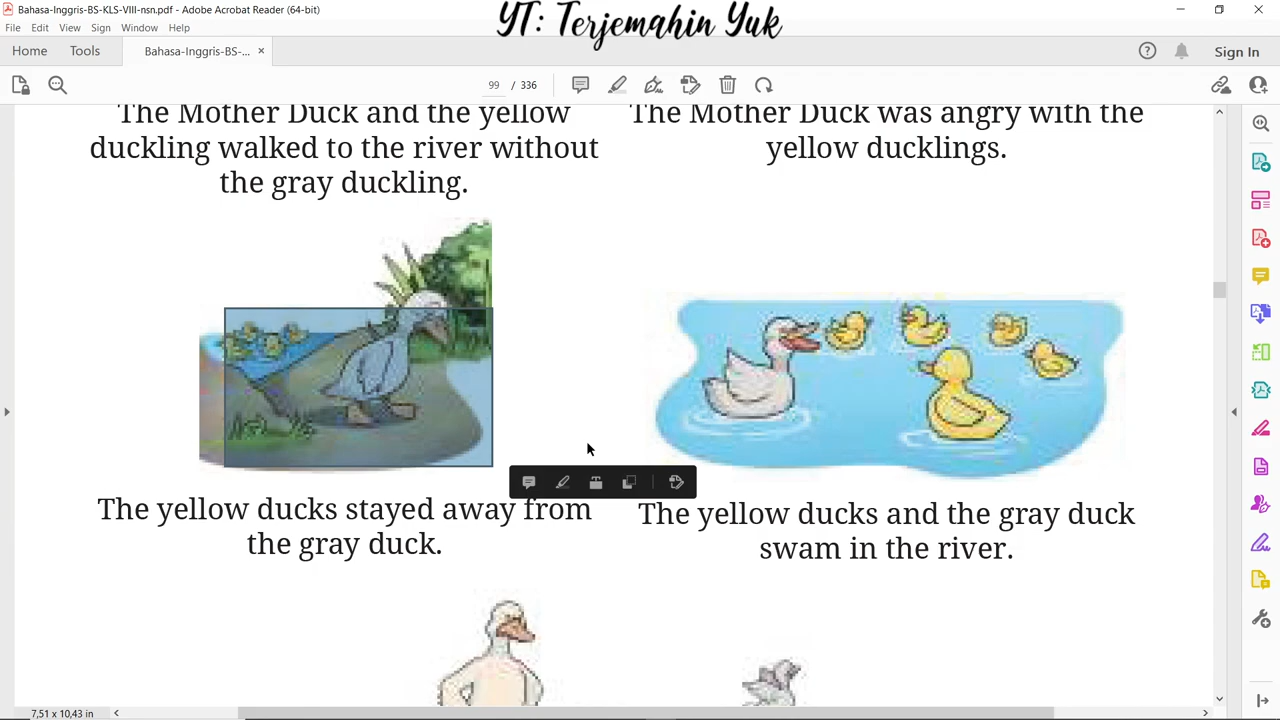 Bahasa-Inggris-BS-KLS-VIII-nsn.pdf - Adobe Acrobat Reader (64-bit)
YT: Terjemahin Yuk
File Edit View Sign Window Help
Home Tools Bahasa-Inggris-BS-... × Sign In
99 / 336
The Mother Duck and the yellow
duckling walked to the river without
the gray duckling.
The Mother Duck was angry with the
yellow ducklings.
The yellow ducks stayed away from
the gray duck.
The yellow ducks and the gray duck
swam in the river.
7,51 x 10,43 in